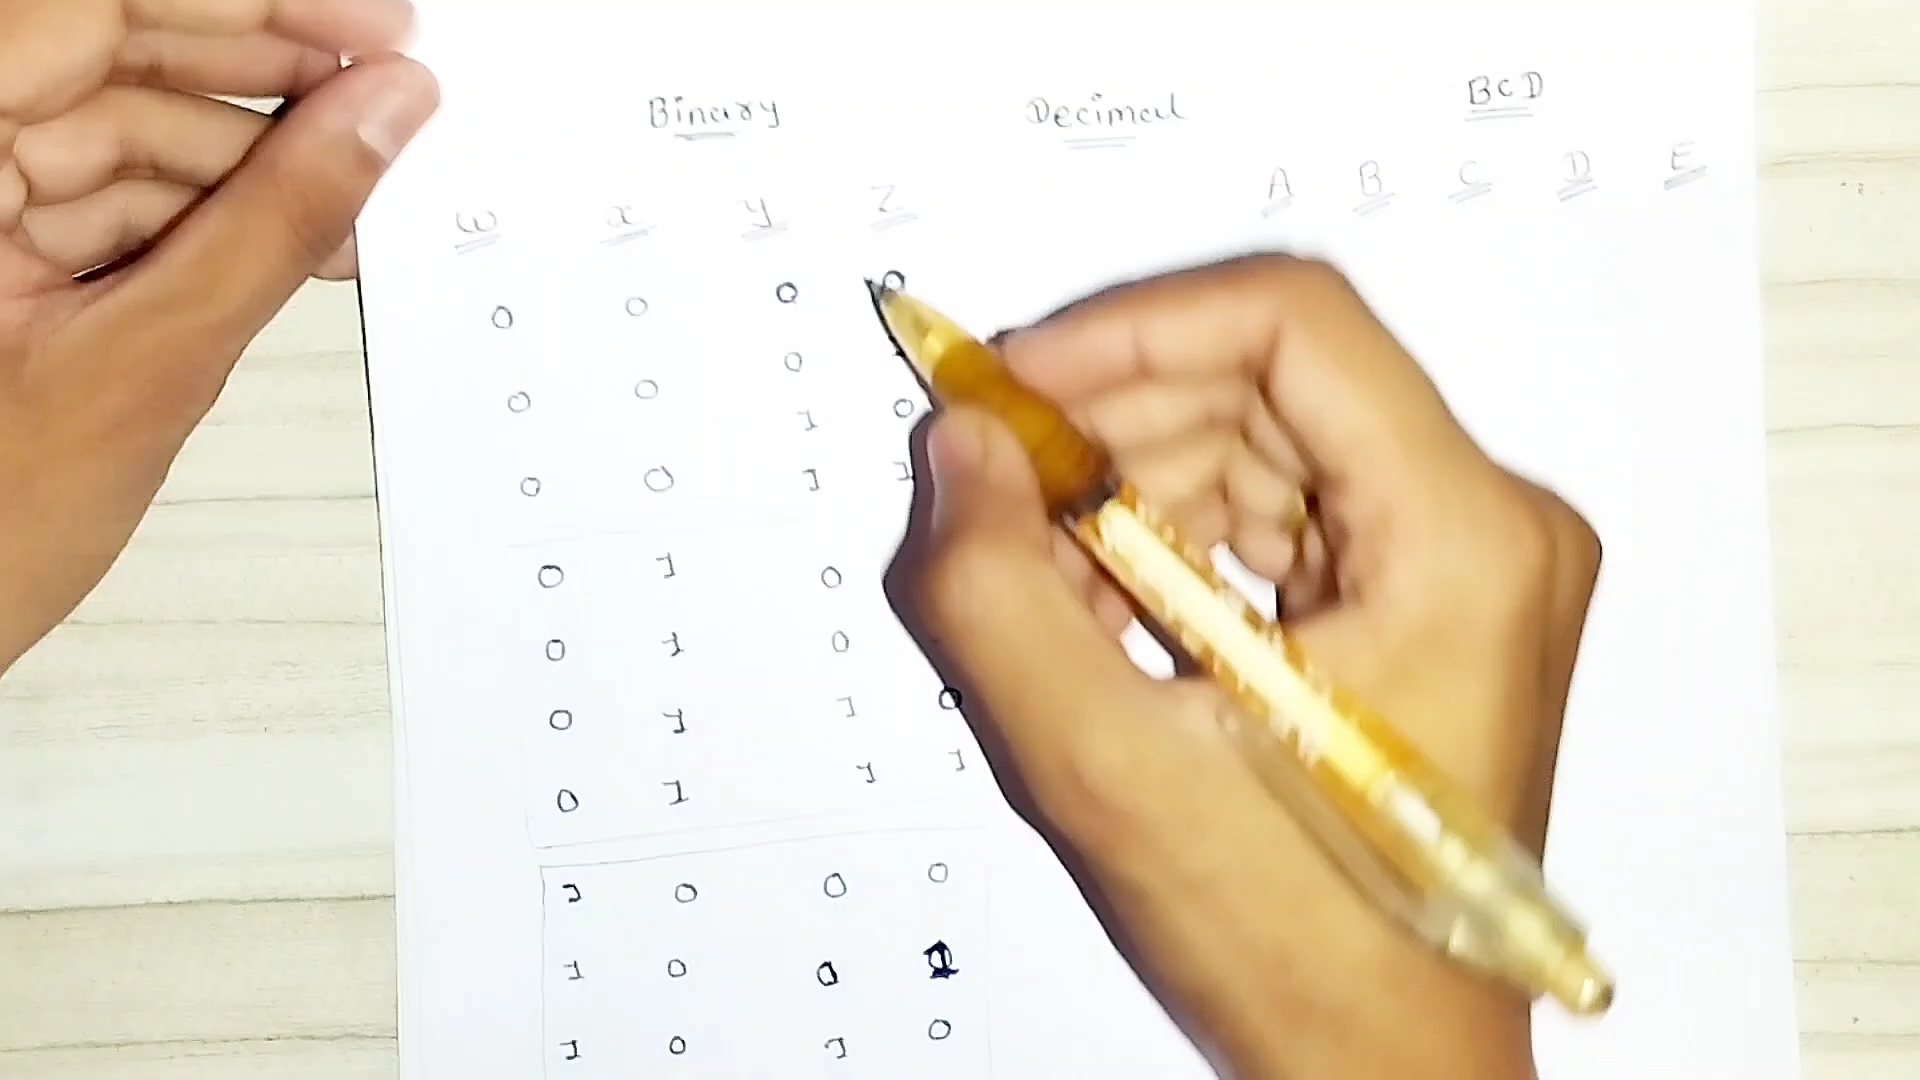 Binary Decimal BCD
w x y z A B C D E
0 0 0 0
0 0 0
1 0
0 0 1 1
0 1 0
0 1 0
0 1 1 0
0 1 1 1
1 0 0 0
1 0 0 1
1 0 1 0